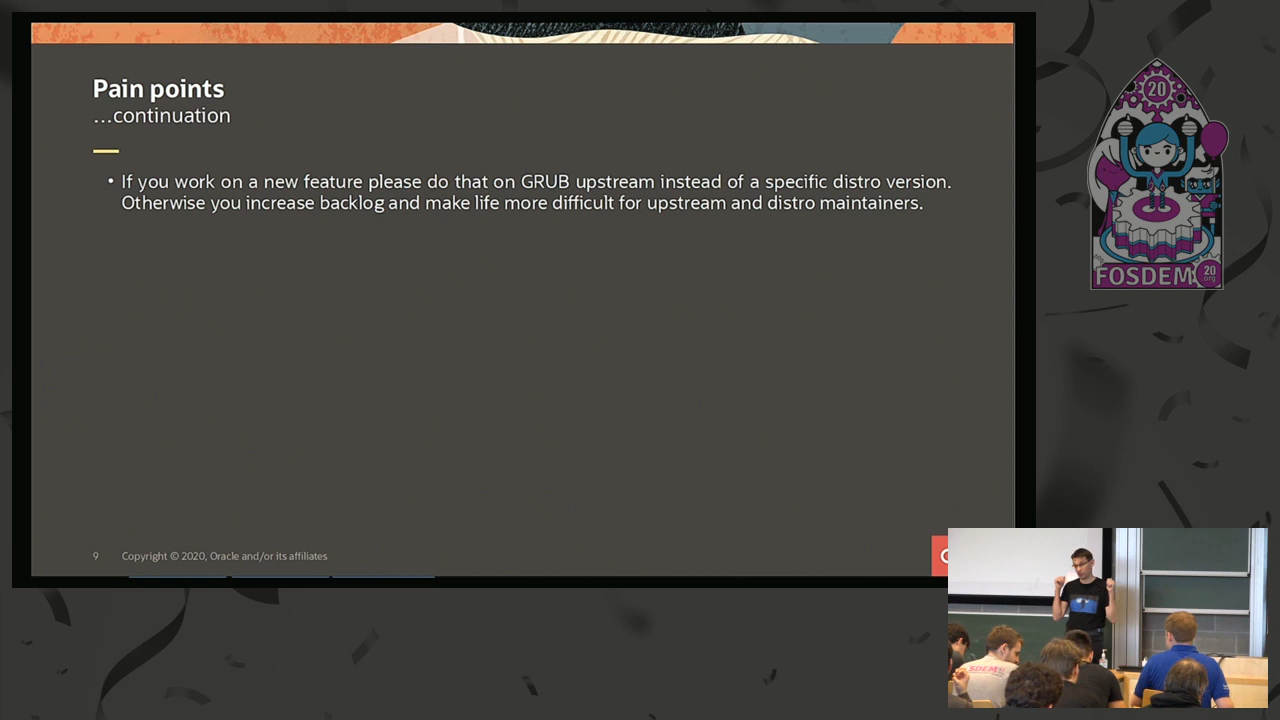 Pain points
...continuation
• If you work on a new feature please do that on GRUB upstream instead of a specific distro version.
Otherwise you increase backlog and make life more difficult for upstream and distro maintainers.
9 Copyright © 2020, Oracle and/or its affiliates
20
FOSDEM
20
.org